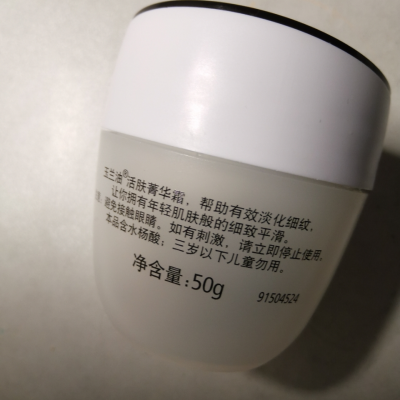 玉兰油®活肤菁华霜，帮助有效淡化细纹，
让你拥有年轻肌肤般的细致平滑。
避免接触眼睛。如有刺激，请立即停止使用。
本品含水杨酸；三岁以下儿童勿用。
净含量:50g
91504524